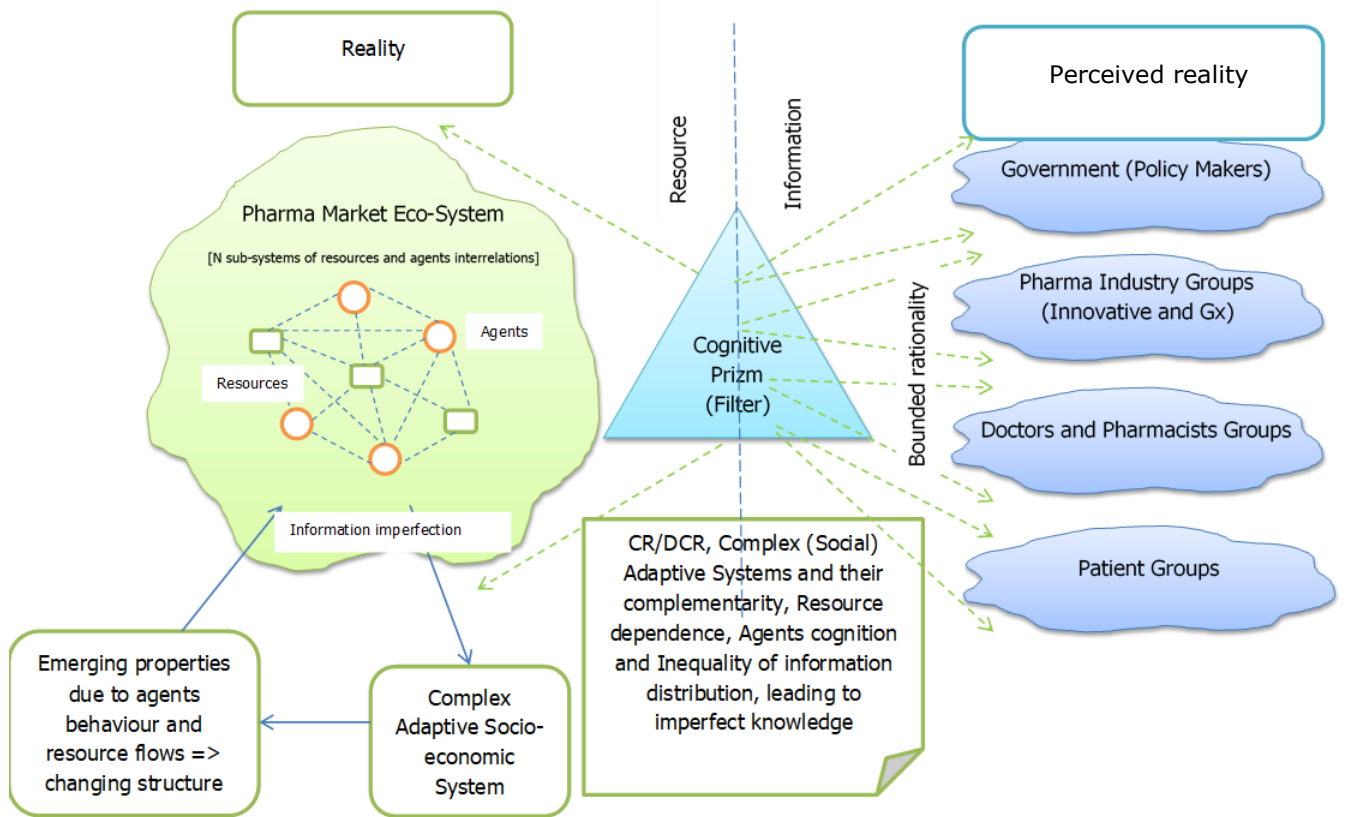 Reality
Perceived reality
Resource
Information
Pharma Market Eco-System
[N sub-systems of resources and agents interrelations]
Agents
Resources
Information imperfection
Cognitive
Prizm
(Filter)
Bounded rationality
Government (Policy Makers)
Pharma Industry Groups
(Innovative and Gx)
Doctors and Pharmacists Groups
Patient Groups
Emerging properties
due to agents
behaviour and
resource flows =>
changing structure
Complex
Adaptive Socio-
economic
System
CR/DCR, Complex (Social)
Adaptive Systems and their
complementarity, Resource
dependence, Agents cognition
and Inequality of information
distribution, leading to
imperfect knowledge